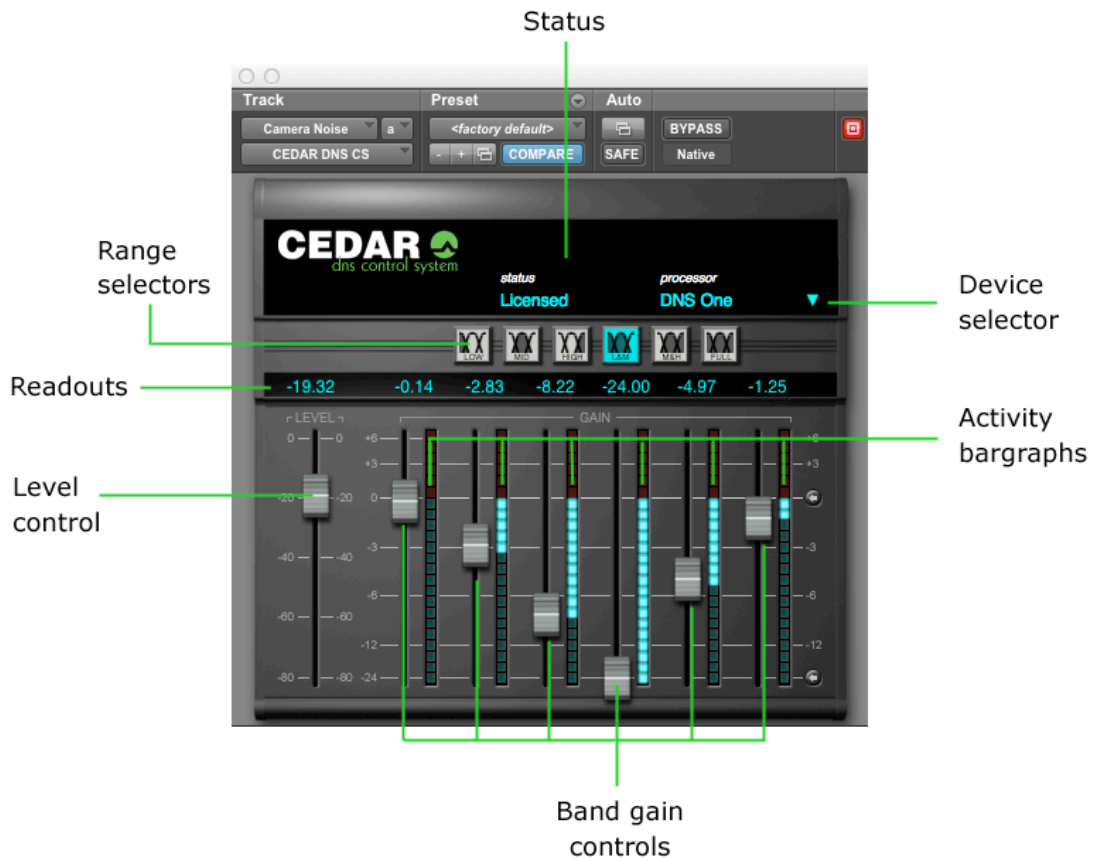 Status
Track Preset Auto
Camera Noise a <factory default> BYPASS
CEDAR DNS CS - + COMPARE SAFE Native
CEDAR
dns control system
status processor
Licensed DNS One
Range
selectors
Device
selector
LOW MID HIGH L&M M&H FULL
Readouts
-19.32 -0.14 -2.83 -8.22 -24.00 -4.97 -1.25
LEVEL GAIN
Activity
bargraphs
0 0 +6 +6
+3 +3
Level
control
-20 -20 0 0
-3 -3
-40 -40
-6 -6
-60 -60
-12 -12
-80 -80 -24 -24
Band gain
controls